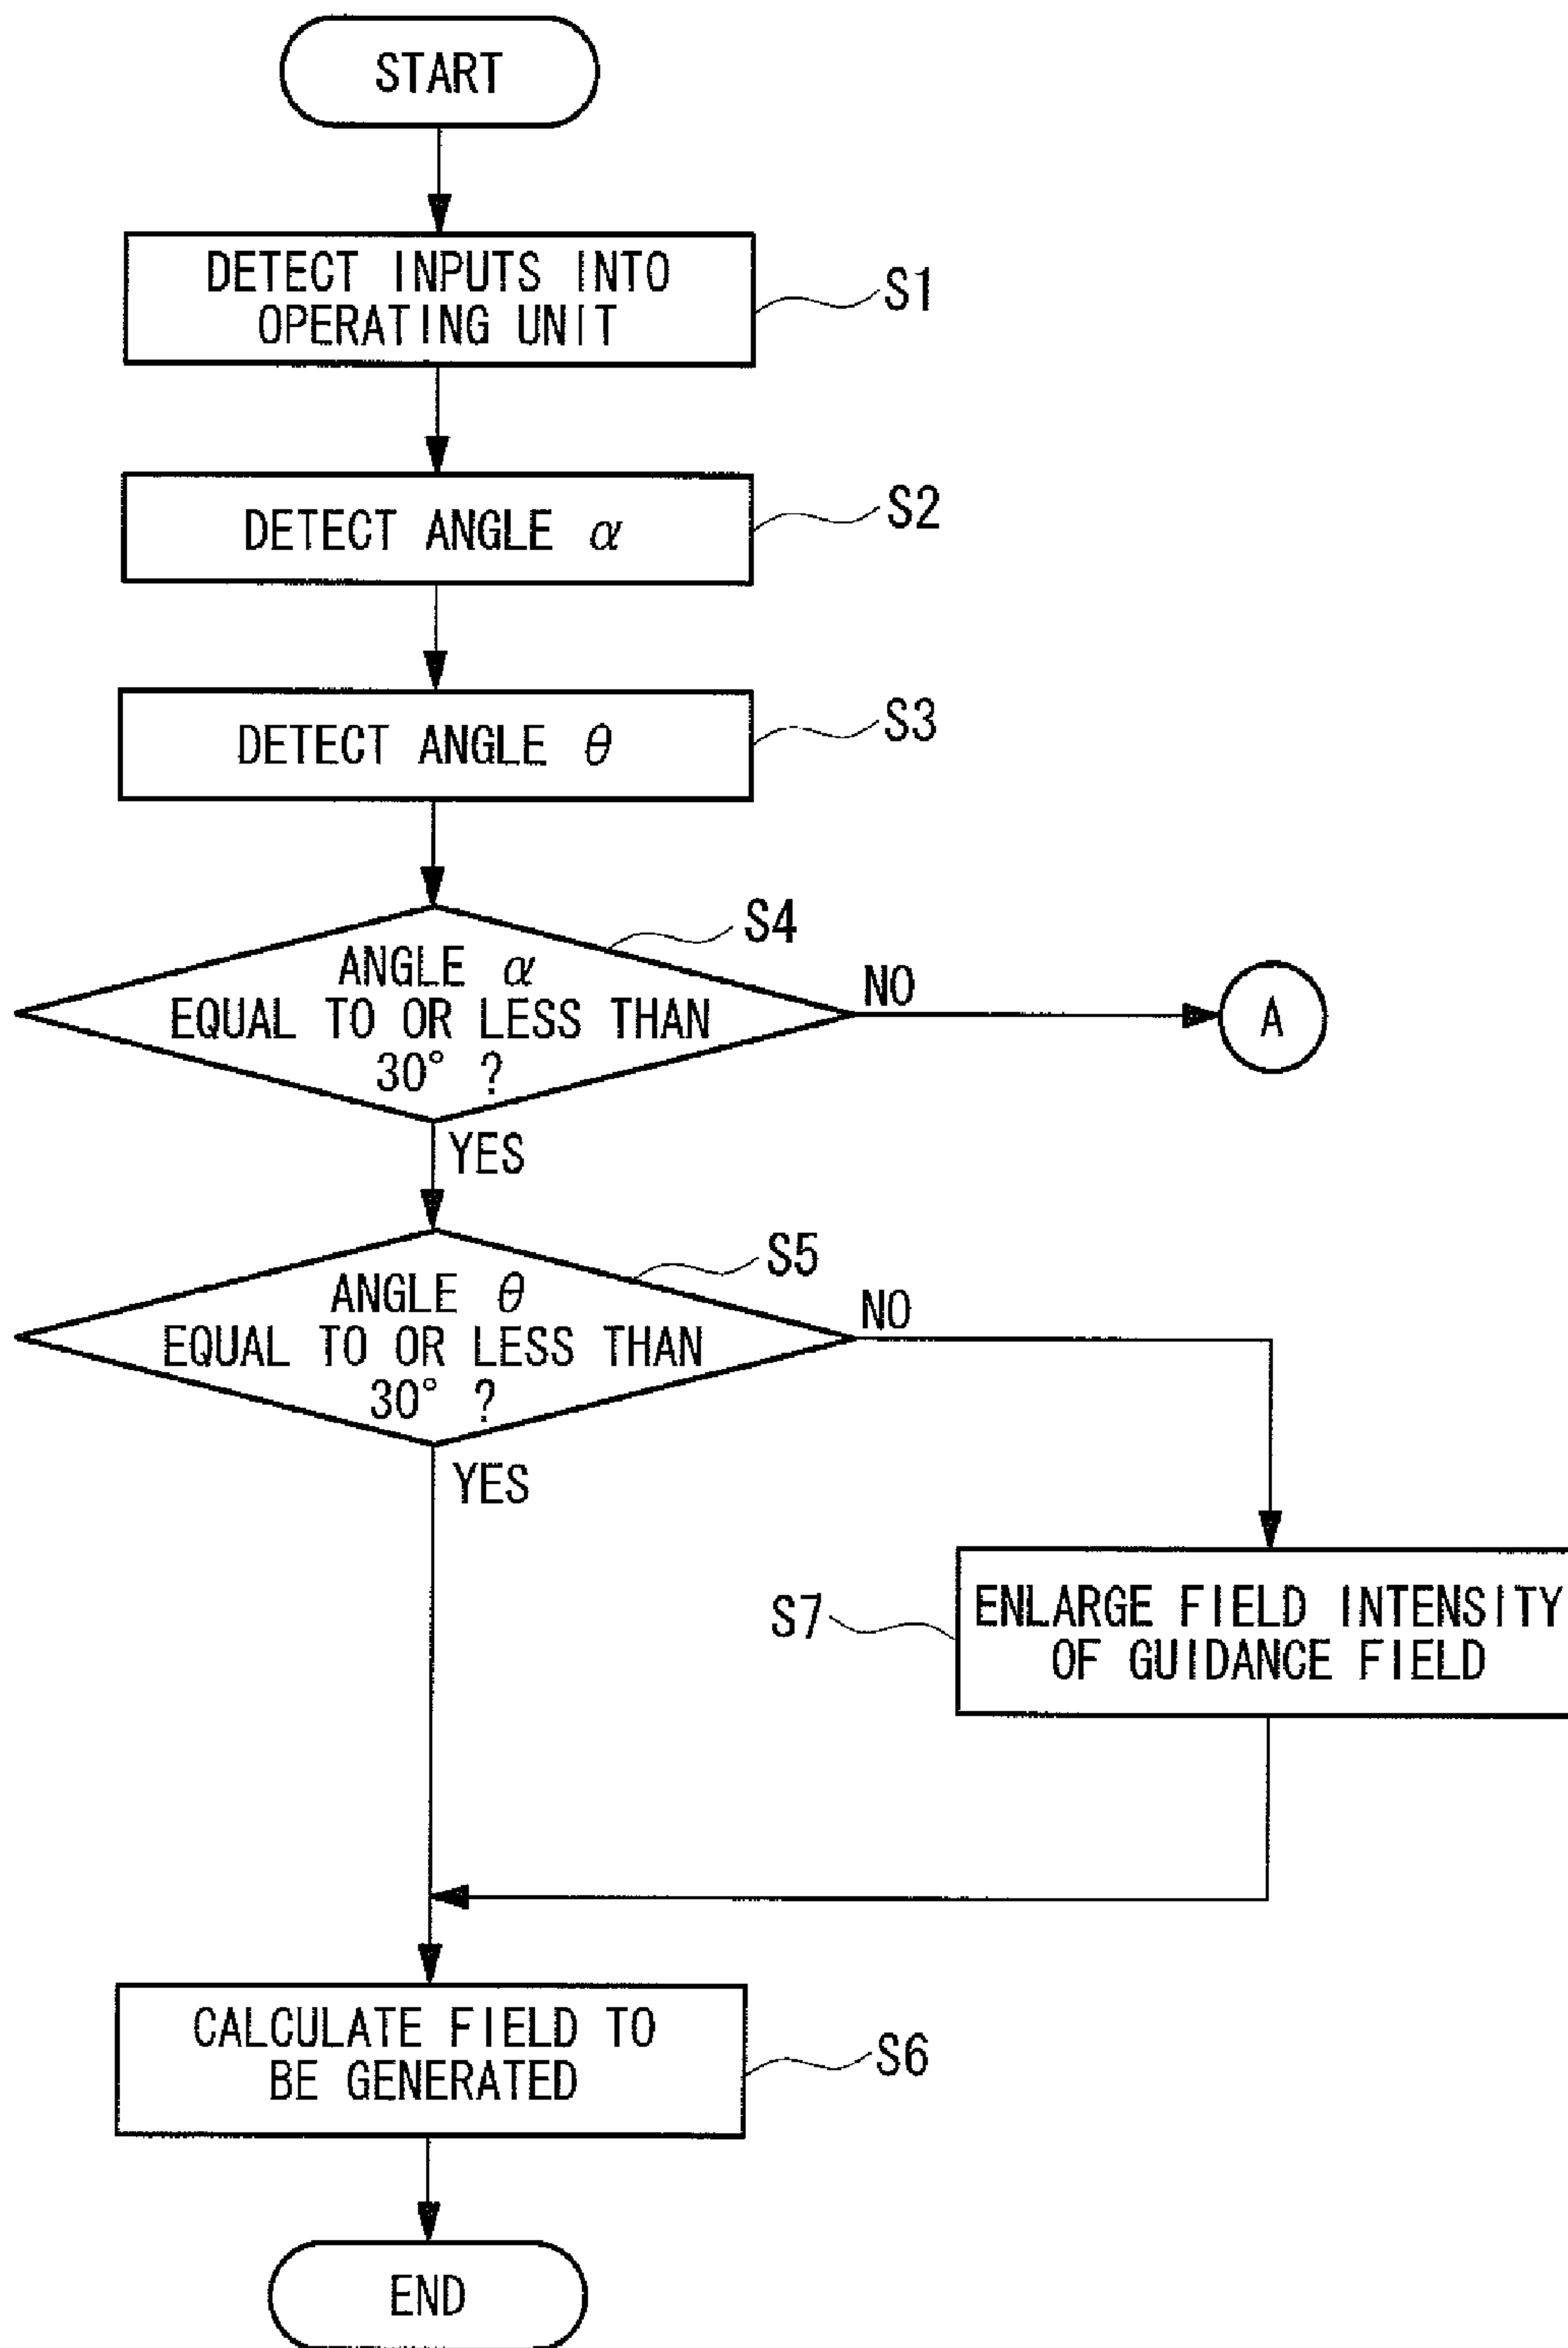 START
DETECT INPUTS INTO
OPERATING UNIT
S1
DETECT ANGLE α
S2
DETECT ANGLE θ
S3
S4
ANGLE α
EQUAL TO OR LESS THAN
30° ?
NO
A
YES
S5
ANGLE θ
EQUAL TO OR LESS THAN
30° ?
NO
YES
S7
ENLARGE FIELD INTENSITY
OF GUIDANCE FIELD
CALCULATE FIELD TO
BE GENERATED
S6
END